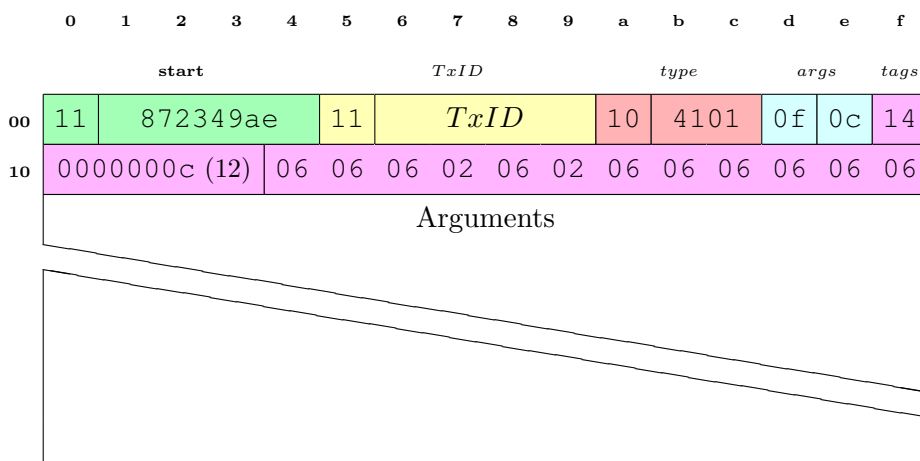 0 1 2 3 4 5 6 7 8 9 a b c d e f
start TxID type args tags
00 11 872349ae 11 TxID 10 4101 0f 0c 14
10 0000000c (12) 06 06 06 02 06 02 06 06 06 06 06 06
Arguments